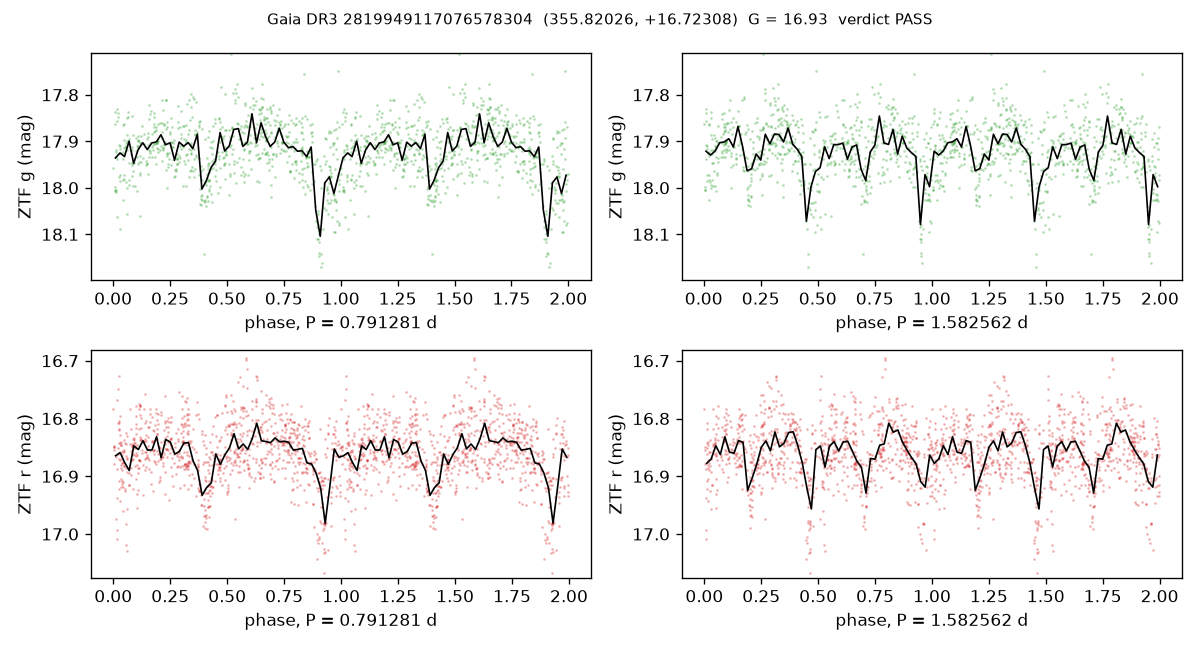 Gaia DR3 2819949117076578304 (355.82026, +16.72308) G = 16.93 verdict PASS
ZTF g (mag)
17.8
17.9
18.0
18.1
0.00 0.25 0.50 0.75 1.00 1.25 1.50 1.75 2.00
phase, P = 0.791281 d
ZTF g (mag)
17.8
17.9
18.0
18.1
0.00 0.25 0.50 0.75 1.00 1.25 1.50 1.75 2.00
phase, P = 1.582562 d
ZTF r (mag)
16.7
16.8
16.9
17.0
0.00 0.25 0.50 0.75 1.00 1.25 1.50 1.75 2.00
phase, P = 0.791281 d
ZTF r (mag)
16.7
16.8
16.9
17.0
0.00 0.25 0.50 0.75 1.00 1.25 1.50 1.75 2.00
phase, P = 1.582562 d